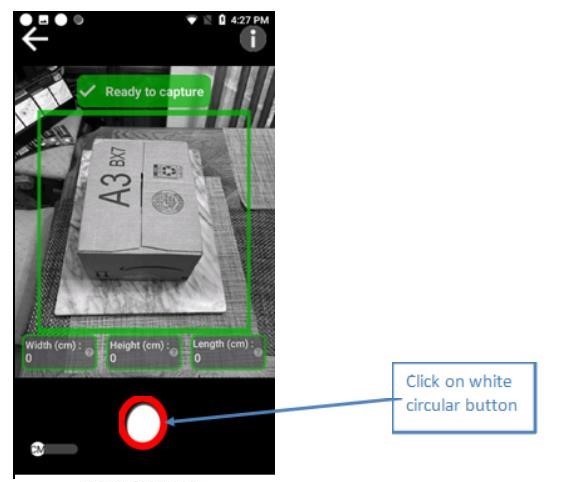 4:27 PM
Ready to capture
A3 BX7
Width (cm) :
0
Height (cm) :
0
Length (cm) :
0
CM
Click on white
circular button